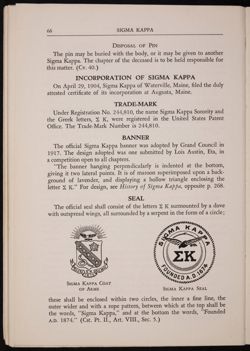 66 SIGMA KAPPA
DISPOSAL OF PIN
The pin may be buried with the body, or it may be given to another
Sigma Kappa. The chapter of the deceased is to be held responsible for
this matter. (Cv. 40.)
INCORPORATION OF SIGMA KAPPA
On April 29, 1904, Sigma Kappa of Waterville, Maine, filed the duly
attested certificate of its incorporation at Augusta, Maine.
TRADE-MARK
Under Registration No. 244,810, the name Sigma Kappa Sorority and
the Greek letters, Σ Κ, were registered in the United States Patent
Office. The Trade-Mark Number is 244,810.
BANNER
The official Sigma Kappa banner was adopted by Grand Council in
1917. The design adopted was one submitted by Lois Austin, Eta, in
a competition open to all chapters.
"The banner hanging perpendicularly is indented at the bottom,
giving it two lateral points. It is of maroon superimposed upon a back-
ground of lavender, and displaying a hollow triangle enclosing the
letter Σ Κ." For design, see History of Sigma Kappa, opposite p. 268.
SEAL
The official seal shall consist of the letters Σ Κ surmounted by a dove
with outspread wings, all surrounded by a serpent in the form of a circle;
SIGMA KAPPA
ΣΚ
FOUNDED A.D. 1874
SIGMA KAPPA COAT
OF ARMS
SIGMA KAPPA SEAL
these shall be enclosed within two circles, the inner a fine line, the
outer wider and with a rope pattern, between which at the top shall be
the words, "Sigma Kappa," and at the bottom the words, "Founded
A.D. 1874." (Cst. Pt. II., Art. VIII., Sec. 5.)